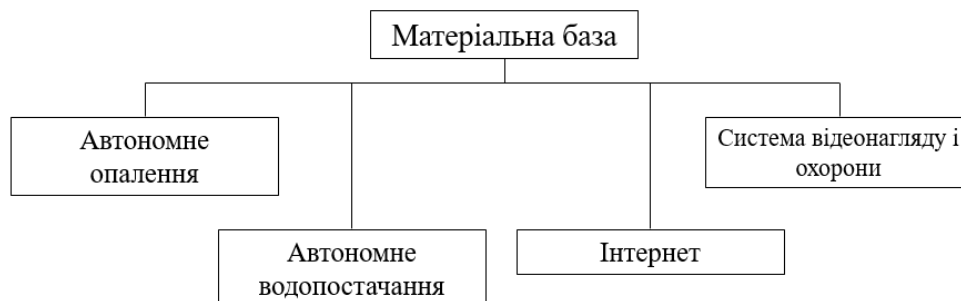 Матеріальна база
Автономне
опалення
Система відеонагляду і
охорони
Автономне
водопостачання
Інтернет